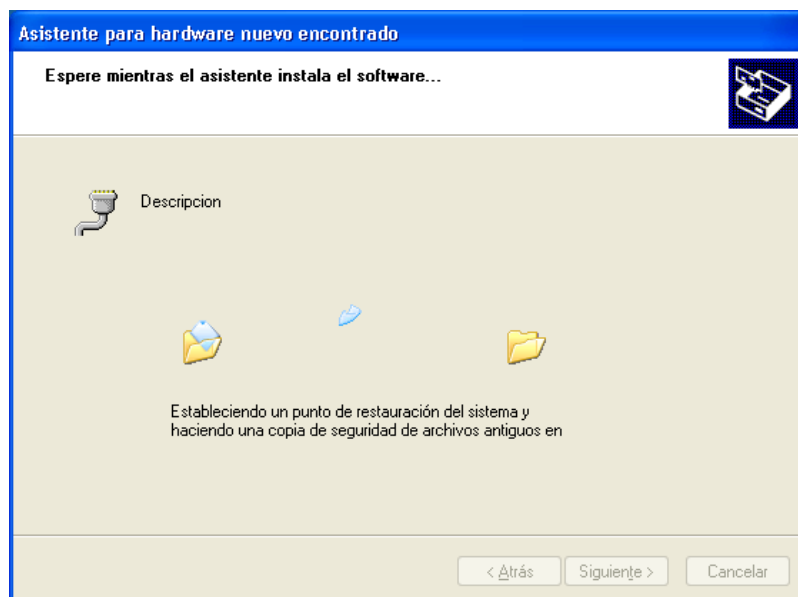 Asistente para hardware nuevo encontrado
Espere mientras el asistente instala el software...
Descripcion
Estableciendo un punto de restauración del sistema y
haciendo una copia de seguridad de archivos antiguos en
< Atrás
Siguiente >
Cancelar